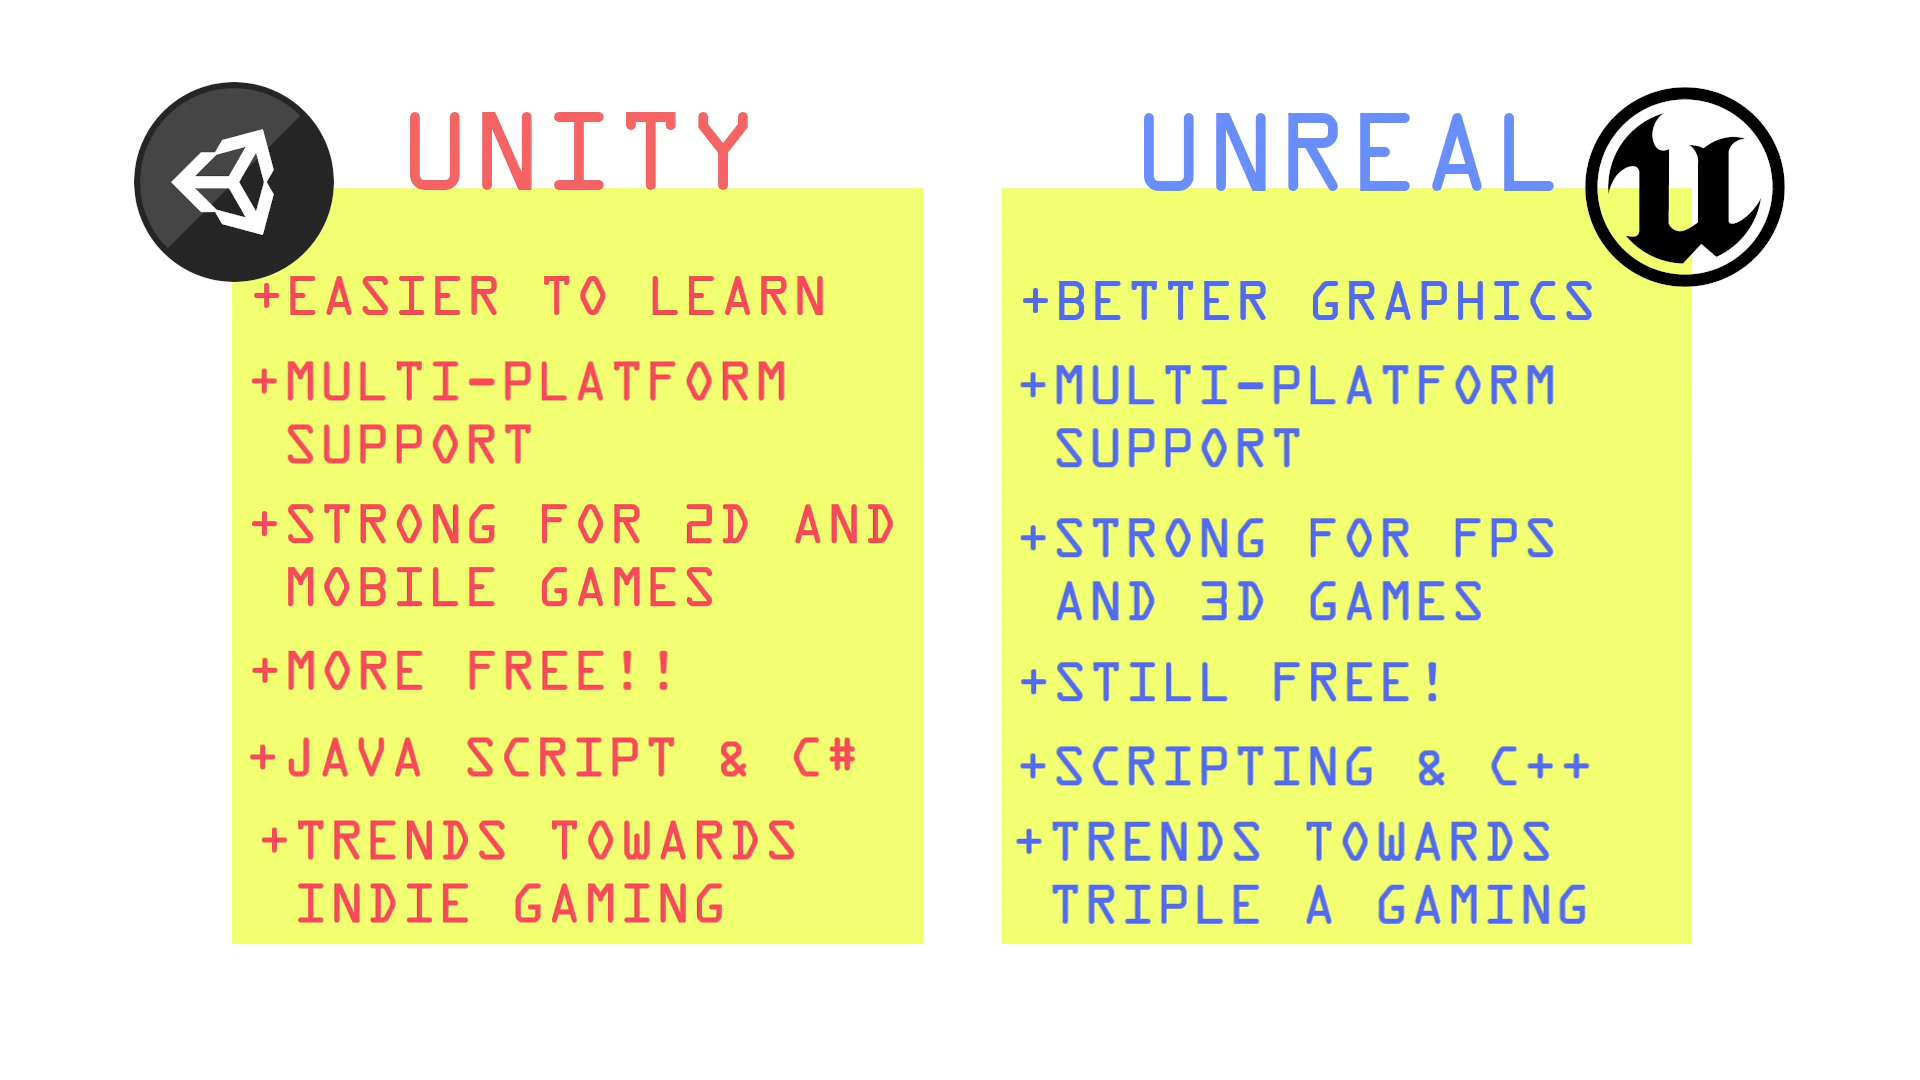 UNITY
+EASIER TO LEARN
+MULTI-PLATFORM
SUPPORT
+STRONG FOR 2D AND
MOBILE GAMES
+MORE FREE!!
+JAVA SCRIPT & C#
+TRENDS TOWARDS
INDIE GAMING
UNREAL
+BETTER GRAPHICS
+MULTI-PLATFORM
SUPPORT
+STRONG FOR FPS
AND 3D GAMES
+STILL FREE!
+SCRIPTING & C++
+TRENDS TOWARDS
TRIPLE A GAMING